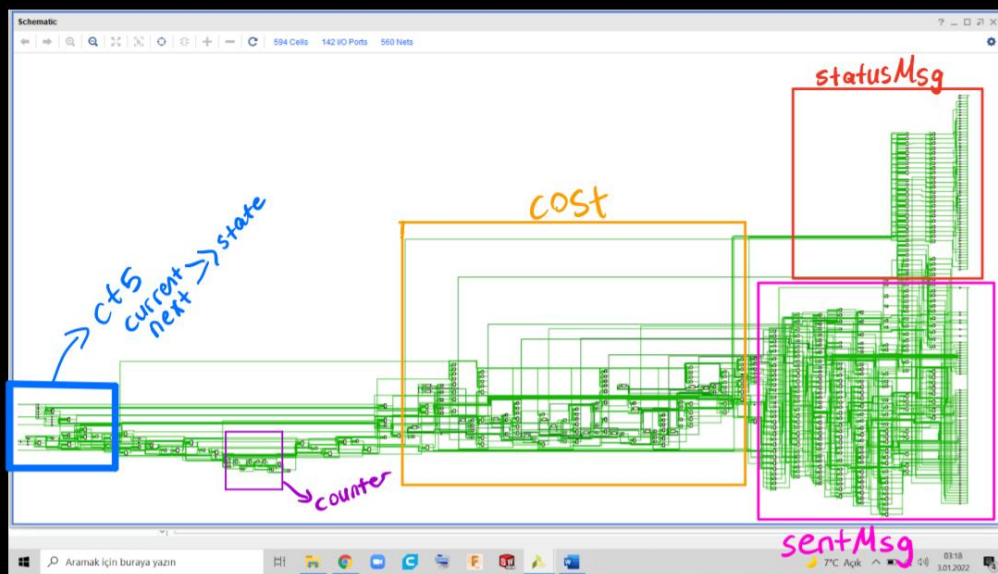 Schematic
594 Cells 142 I/O Ports 560 Nets
statusMsg
cost
cts
current
next
state
counter
sentMsg
Aramak için buraya yazın
7°C Açık
03:18
3.01.2022